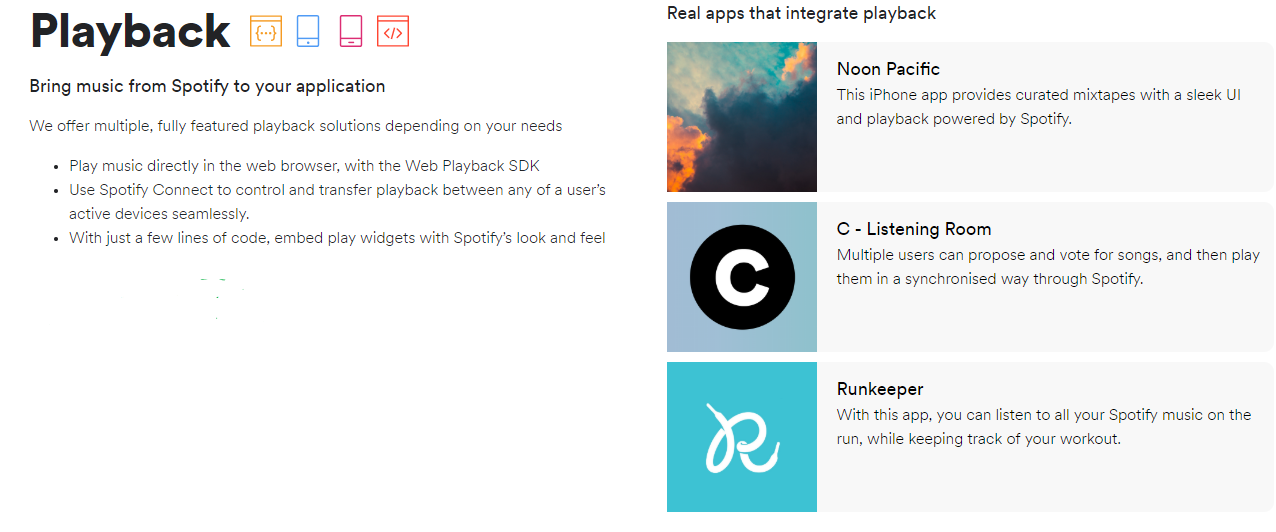 Playback
Bring music from Spotify to your application
We offer multiple, fully featured playback solutions depending on your needs
• Play music directly in the web browser, with the Web Playback SDK
• Use Spotify Connect to control and transfer playback between any of a user’s
active devices seamlessly.
• With just a few lines of code, embed play widgets with Spotify’s look and feel
Real apps that integrate playback
Noon Pacific
This iPhone app provides curated mixtapes with a sleek UI
and playback powered by Spotify.
C
C - Listening Room
Multiple users can propose and vote for songs, and then play
them in a synchronised way through Spotify.
R
Runkeeper
With this app, you can listen to all your Spotify music on the
run, while keeping track of your workout.